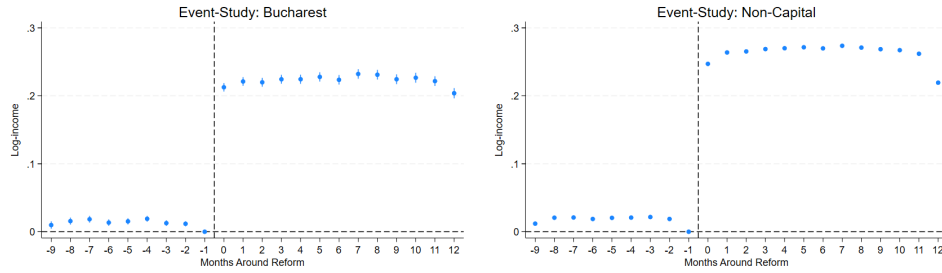 Event-Study: Bucharest
.3
.2
.1
0
Log-income
-9 -8 -7 -6 -5 -4 -3 -2 -1 0 1 2 3 4 5 6 7 8 9 10 11 12
Months Around Reform
Event-Study: Non-Capital
.3
.2
.1
0
Log-income
-9 -8 -7 -6 -5 -4 -3 -2 -1 0 -1 2 3 4 5 6 7 8 9 10 11 12
Months Around Reform